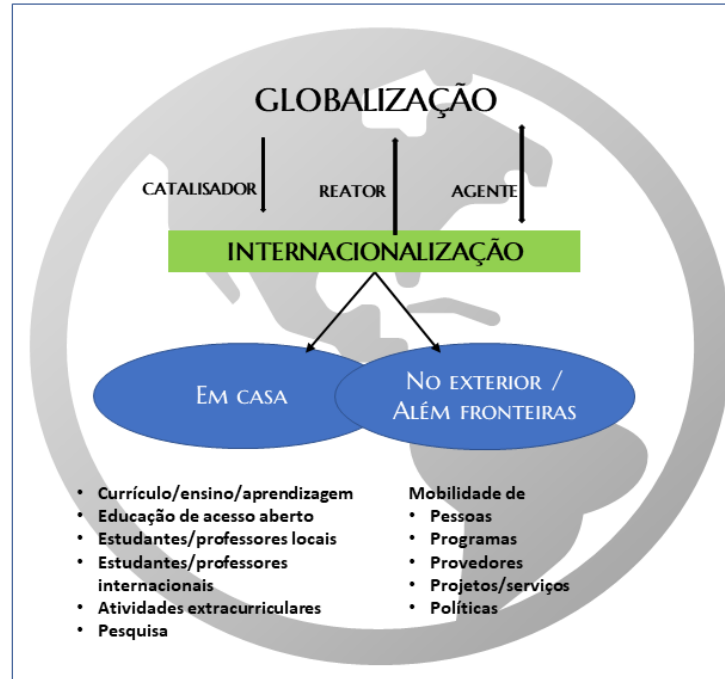 GLOBALIZAÇÃO
CATALISADOR
REATOR
AGENTE
INTERNACIONALIZAÇÃO
EM CASA
NO EXTERIOR /
ALÉM FRONTEIRAS
• Currículo/ensino/aprendizagem
• Educação de acesso aberto
• Estudantes/professores locais
• Estudantes/professores
internacionais
• Atividades extracurriculares
• Pesquisa
Mobilidade de
• Pessoas
• Programas
• Provedores
• Projetos/serviços
• Políticas